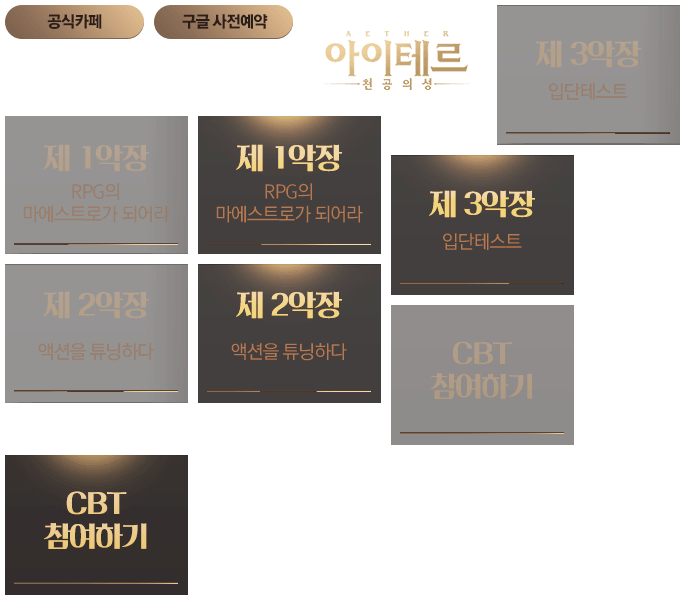 공식카페
구글 사전예약
AETHER
아이테르
천공의성
제 3악장
입단테스트
제 1악장
RPG의
마에스트로가 되어라
제 1악장
RPG의
마에스트로가 되어라
제 3악장
입단테스트
제 2악장
액션을 튜닝하다
제 2악장
액션을 튜닝하다
CBT
참여하기
CBT
참여하기